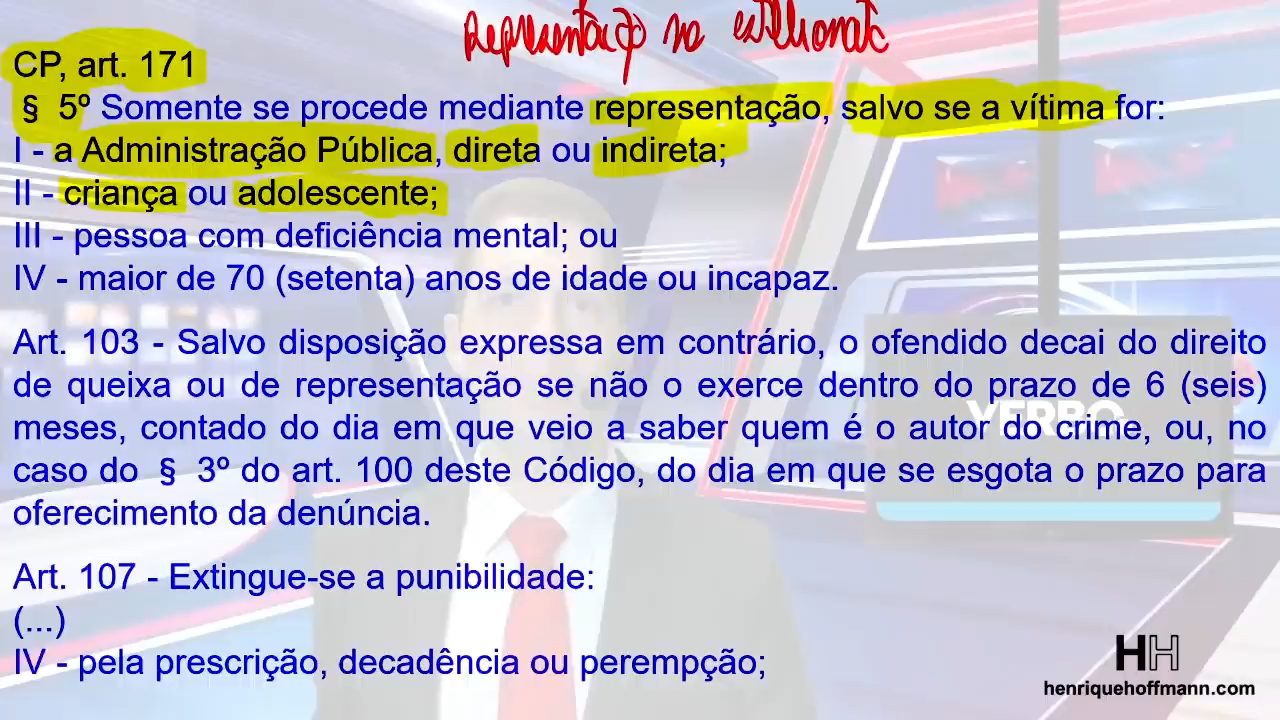 Representação no estelionato
CP, art. 171
§ 5º Somente se procede mediante representação, salvo se a vítima for:
I - a Administração Pública, direta ou indireta;
II - criança ou adolescente;
III - pessoa com deficiência mental; ou
IV - maior de 70 (setenta) anos de idade ou incapaz.
Art. 103 - Salvo disposição expressa em contrário, o ofendido decai do direito
de queixa ou de representação se não o exerce dentro do prazo de 6 (seis)
meses, contado do dia em que veio a saber quem é o autor do crime, ou, no
caso do § 3º do art. 100 deste Código, do dia em que se esgota o prazo para
oferecimento da denúncia.
Art. 107 - Extingue-se a punibilidade:
(...)
IV - pela prescrição, decadência ou perempção;
VERBO
HH
henriquehoffmann.com